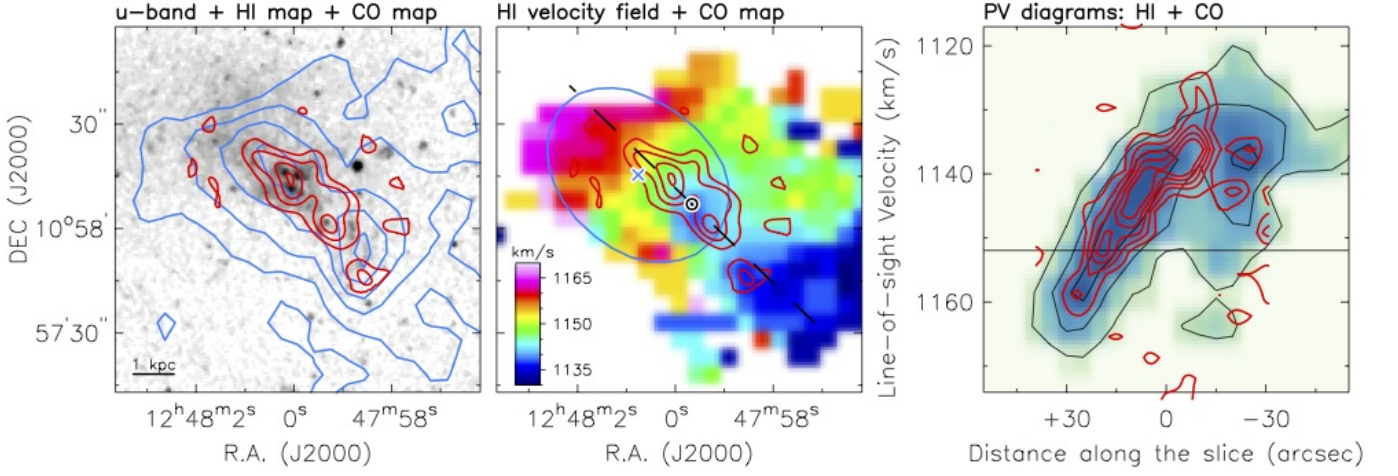 u-band + HI map + CO map
DEC (J2000)
30"
10°58'
57'30"
1 kpc
12ʰ48ᵐ2ˢ 0ˢ 47ᵐ58ˢ
R.A. (J2000)
HI velocity field + CO map
km/s
1165
1150
1135
12ʰ48ᵐ2ˢ 0ˢ 47ᵐ58ˢ
R.A. (J2000)
PV diagrams: HI + CO
Line-of-sight Velocity (km/s)
1120
1140
1160
+30 0 -30
Distance along the slice (arcsec)